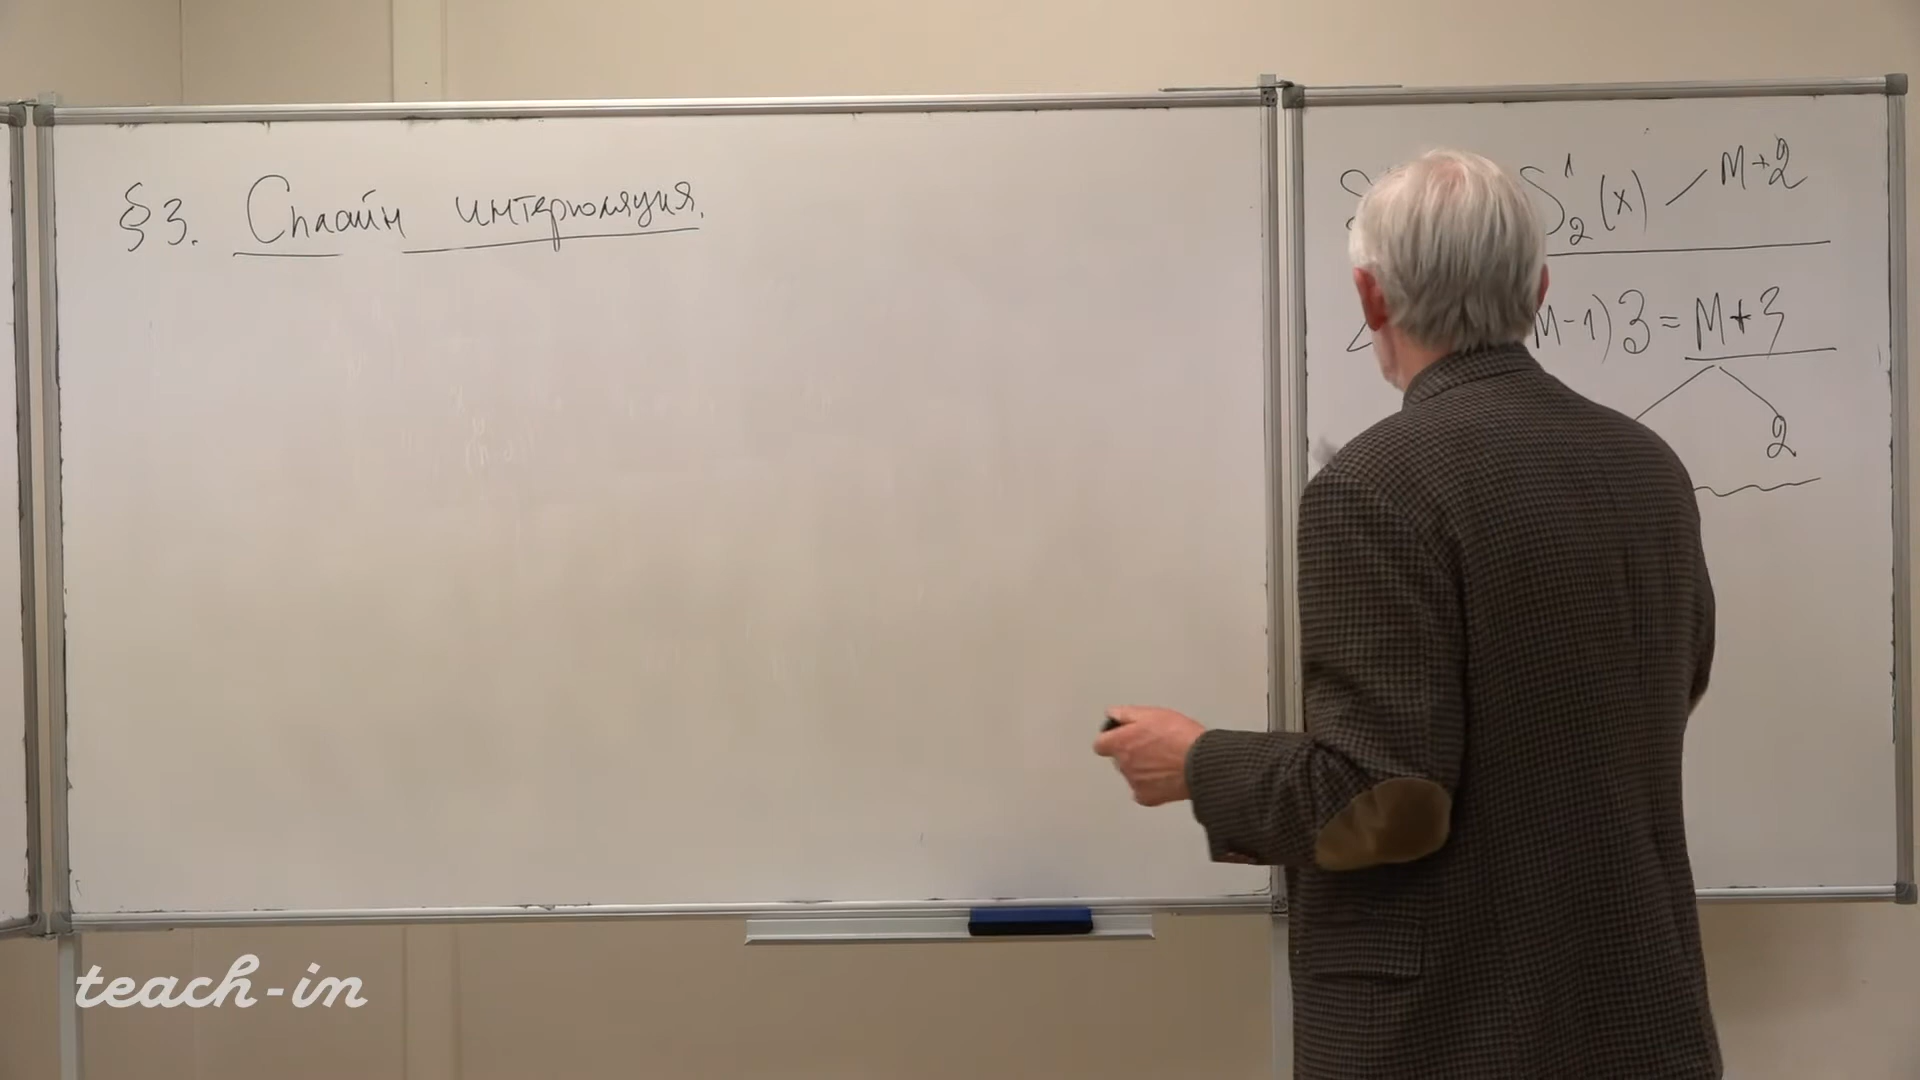 §3. Сплайн интерполяция.
S₂¹(x) — M+2
M-1)3 = M+3
2
teach-in